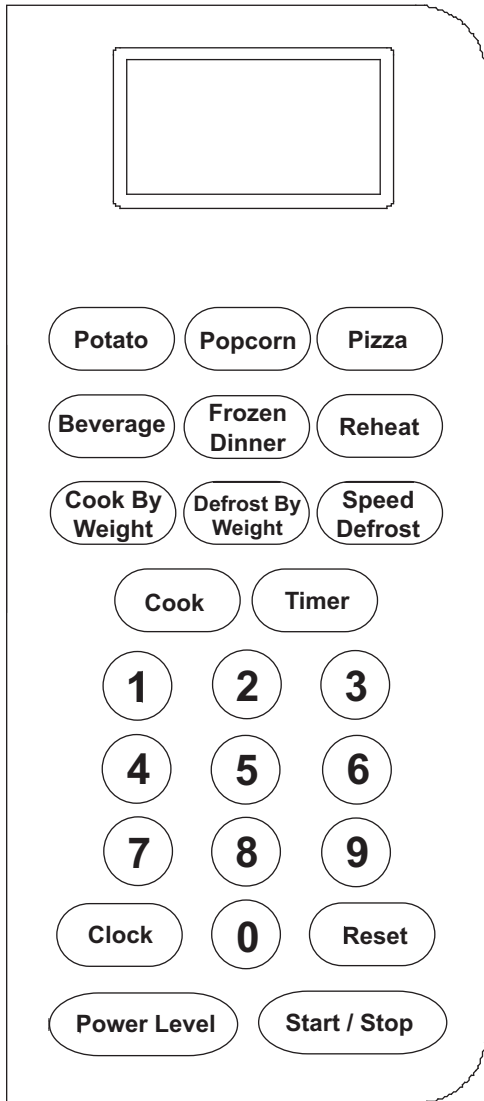 Potato Popcorn Pizza
Beverage Frozen Dinner Reheat
Cook By Weight Defrost By Weight Speed Defrost
Cook Timer
1 2 3
4 5 6
7 8 9
Clock 0 Reset
Power Level Start / Stop